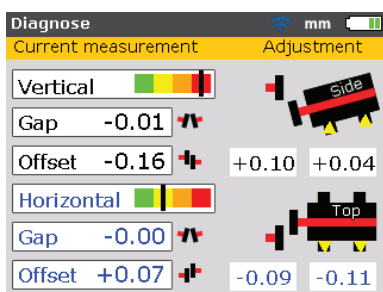 Diagnose mm
Current measurement Adjustment
Vertical
Side
Gap -0.01
Offset -0.16 +0.10 +0.04
Horizontal
Top
Gap -0.00
Offset +0.07 -0.09 -0.11